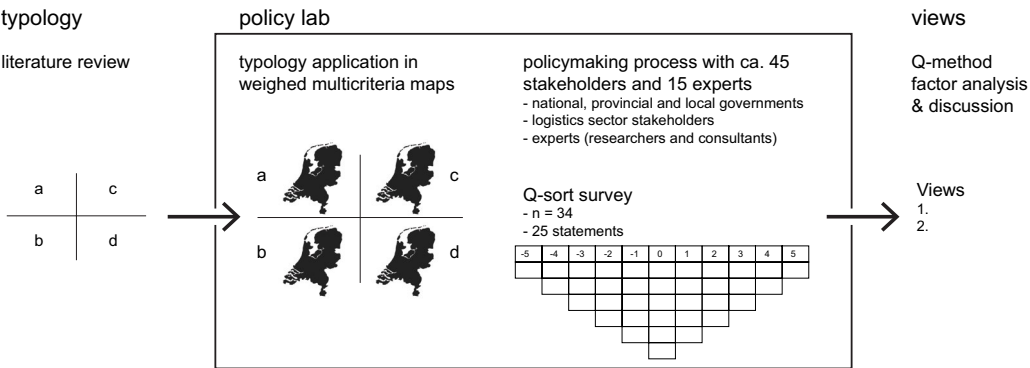 typology
literature review
a
c
b
d
policy lab
typology application in
weighed multicriteria maps
a
c
b
d
policymaking process with ca. 45
stakeholders and 15 experts
- national, provincial and local governments
- logistics sector stakeholders
- experts (researchers and consultants)
Q-sort survey
- n = 34
- 25 statements
-5 -4 -3 -2 -1 0 1 2 3 4 5
views
Q-method
factor analysis
& discussion
Views
1.
2.